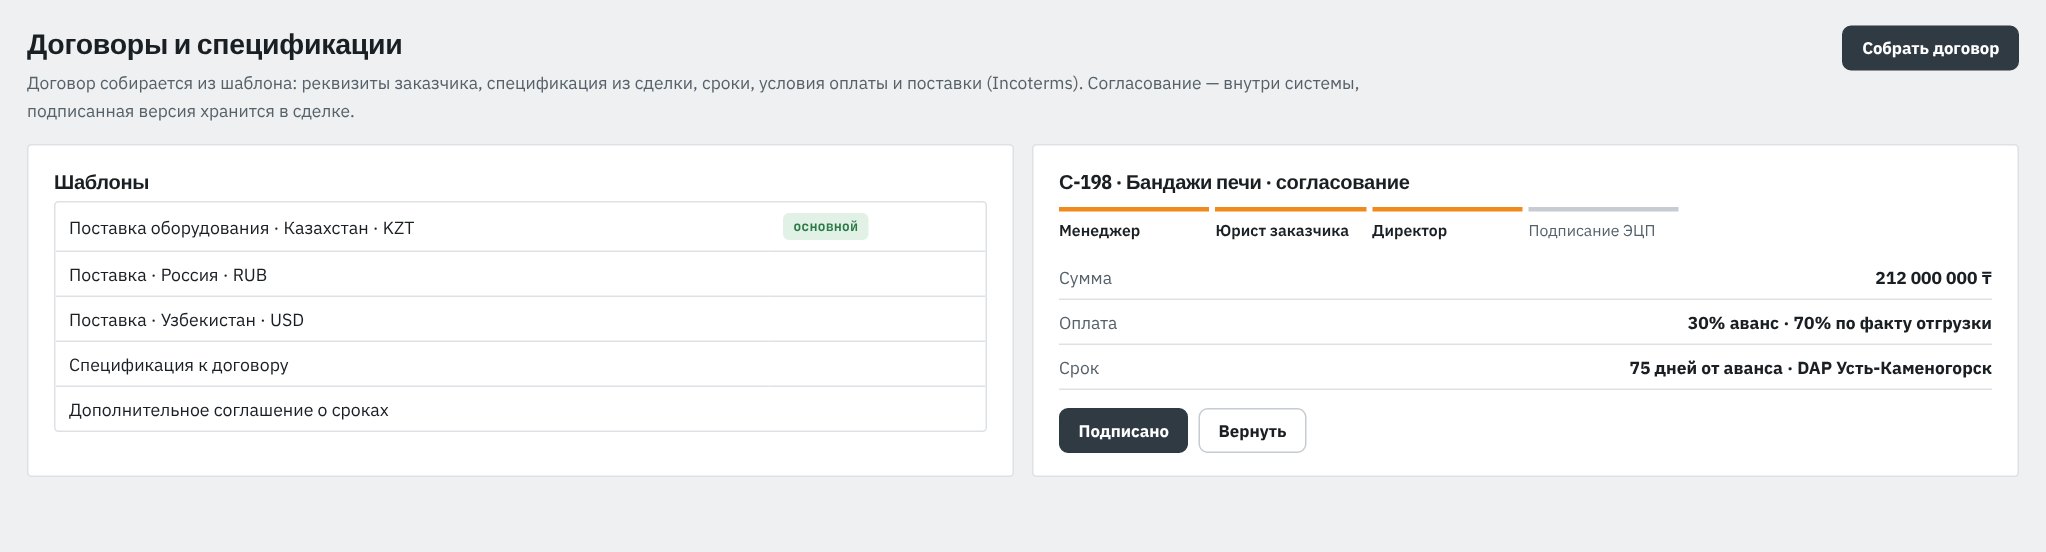 Договоры и спецификации
Собрать договор
Договор собирается из шаблона: реквизиты заказчика, спецификация из сделки, сроки, условия оплаты и поставки (Incoterms). Согласование — внутри системы,
подписанная версия хранится в сделке.
Шаблоны
Поставка оборудования · Казахстан · KZT
основной
Поставка · Россия · RUB
Поставка · Узбекистан · USD
Спецификация к договору
Дополнительное соглашение о сроках
С-198 · Бандажи печи · согласование
Менеджер
Юрист заказчика
Директор
Подписание ЭЦП
Сумма
212 000 000 ₸
Оплата
30% аванс · 70% по факту отгрузки
Срок
75 дней от аванса · DAP Усть-Каменогорск
Подписано
Вернуть